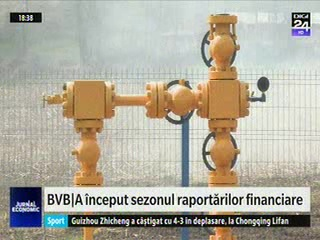 18:38
DIGI
24
HD
JURNAL
ECONOMIC
BVB|A început sezonul raportărilor financiare
Sport
Guizhou Zhicheng a câştigat cu 4-3 în deplasare, la Chongqing Lifan